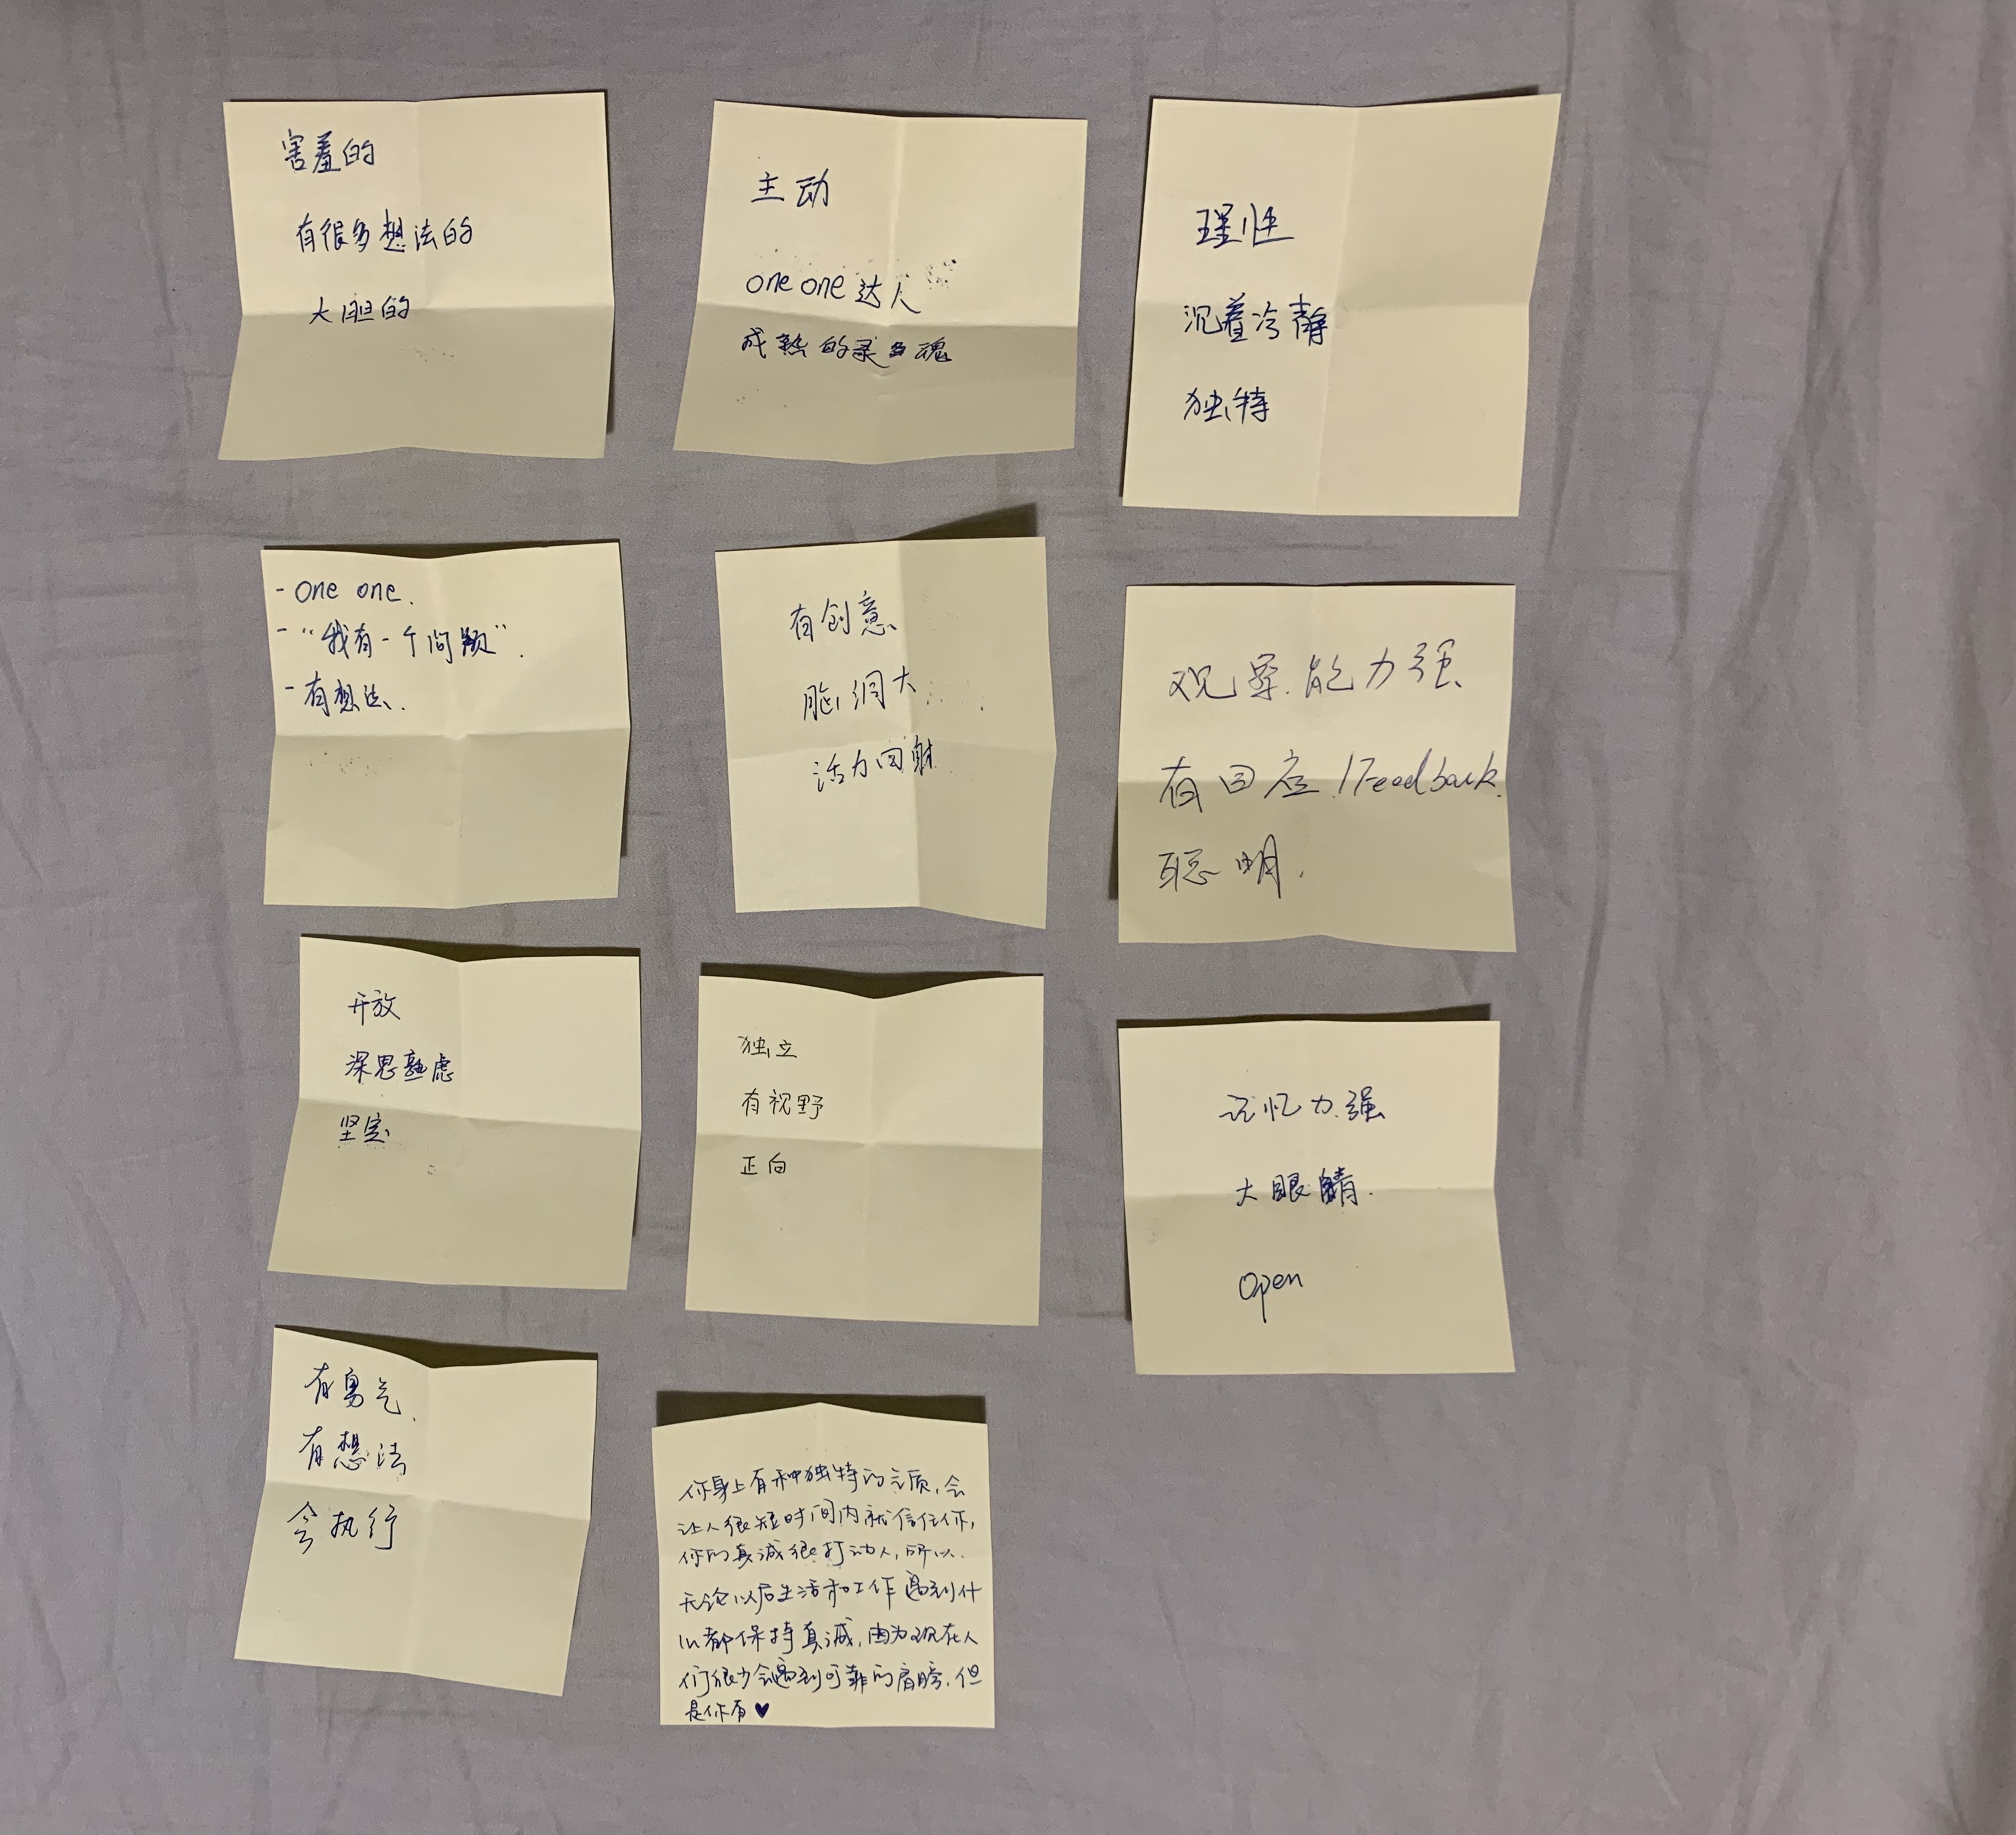 害羞的
有很多想法的
大胆的
主动
one one 达人
成熟的灵魂
理性
沉着冷静
独特
- one one.
- “我有一个问题”.
- 有想法.
有创意
脑洞大
活力四射
观察能力强
有回应/Feedback.
聪明.
开放
深思熟虑
坚定
独立
有视野
正向
记忆力强
大眼睛.
open
有勇气.
有想法
会执行
你身上有种独特的气质,会
让人很短时间内就信任你,
你的真诚很打动人,所以
无论以后生活和工作遇到什
么都保持真诚,因为现在人
们很少会遇到可靠的肩膀,但
是你有♥